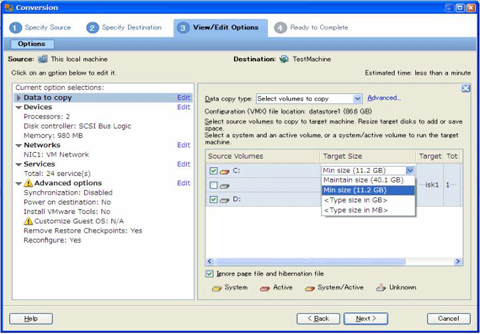 Conversion
1 Specify Source
2 Specify Destination
3 View/Edit Options
4 Ready to Complete
Options
Source: This local machine
Destination: TestMachine
Click on an option below to edit it.
Estimated time: less than a minute
Current option selections:
Data to copy Edit
Devices Edit
Processors: 2
Disk controller: SCSI Bus Logic
Memory: 980 MB
Networks Edit
NIC1: VM Network
Services Edit
Total: 24 service(s)
Advanced options Edit
Synchronization: Disabled
Power on destination: No
Install VMware Tools: No
Customize Guest OS: N/A
Remove Restore Checkpoints: Yes
Reconfigure: Yes
Data copy type: Select volumes to copy Advanced...
Configuration (VMX) file location: datastore1 (86.6 GB)
Select source volumes to copy to target machine. Resize target disks to add or save
space.
Select a system and an active volume, or a system/active volume to run the target
machine.
Source Volumes Target Size Target Tot
C: Min size (11.2 GB)
Maintain size (40.1 GB)
Min size (11.2 GB)
isk1 1
D: <Type size in GB>
<Type size in MB>
Ignore page file and hibernation file
System Active System/Active Unknown
Help
< Back
Next >
Cancel